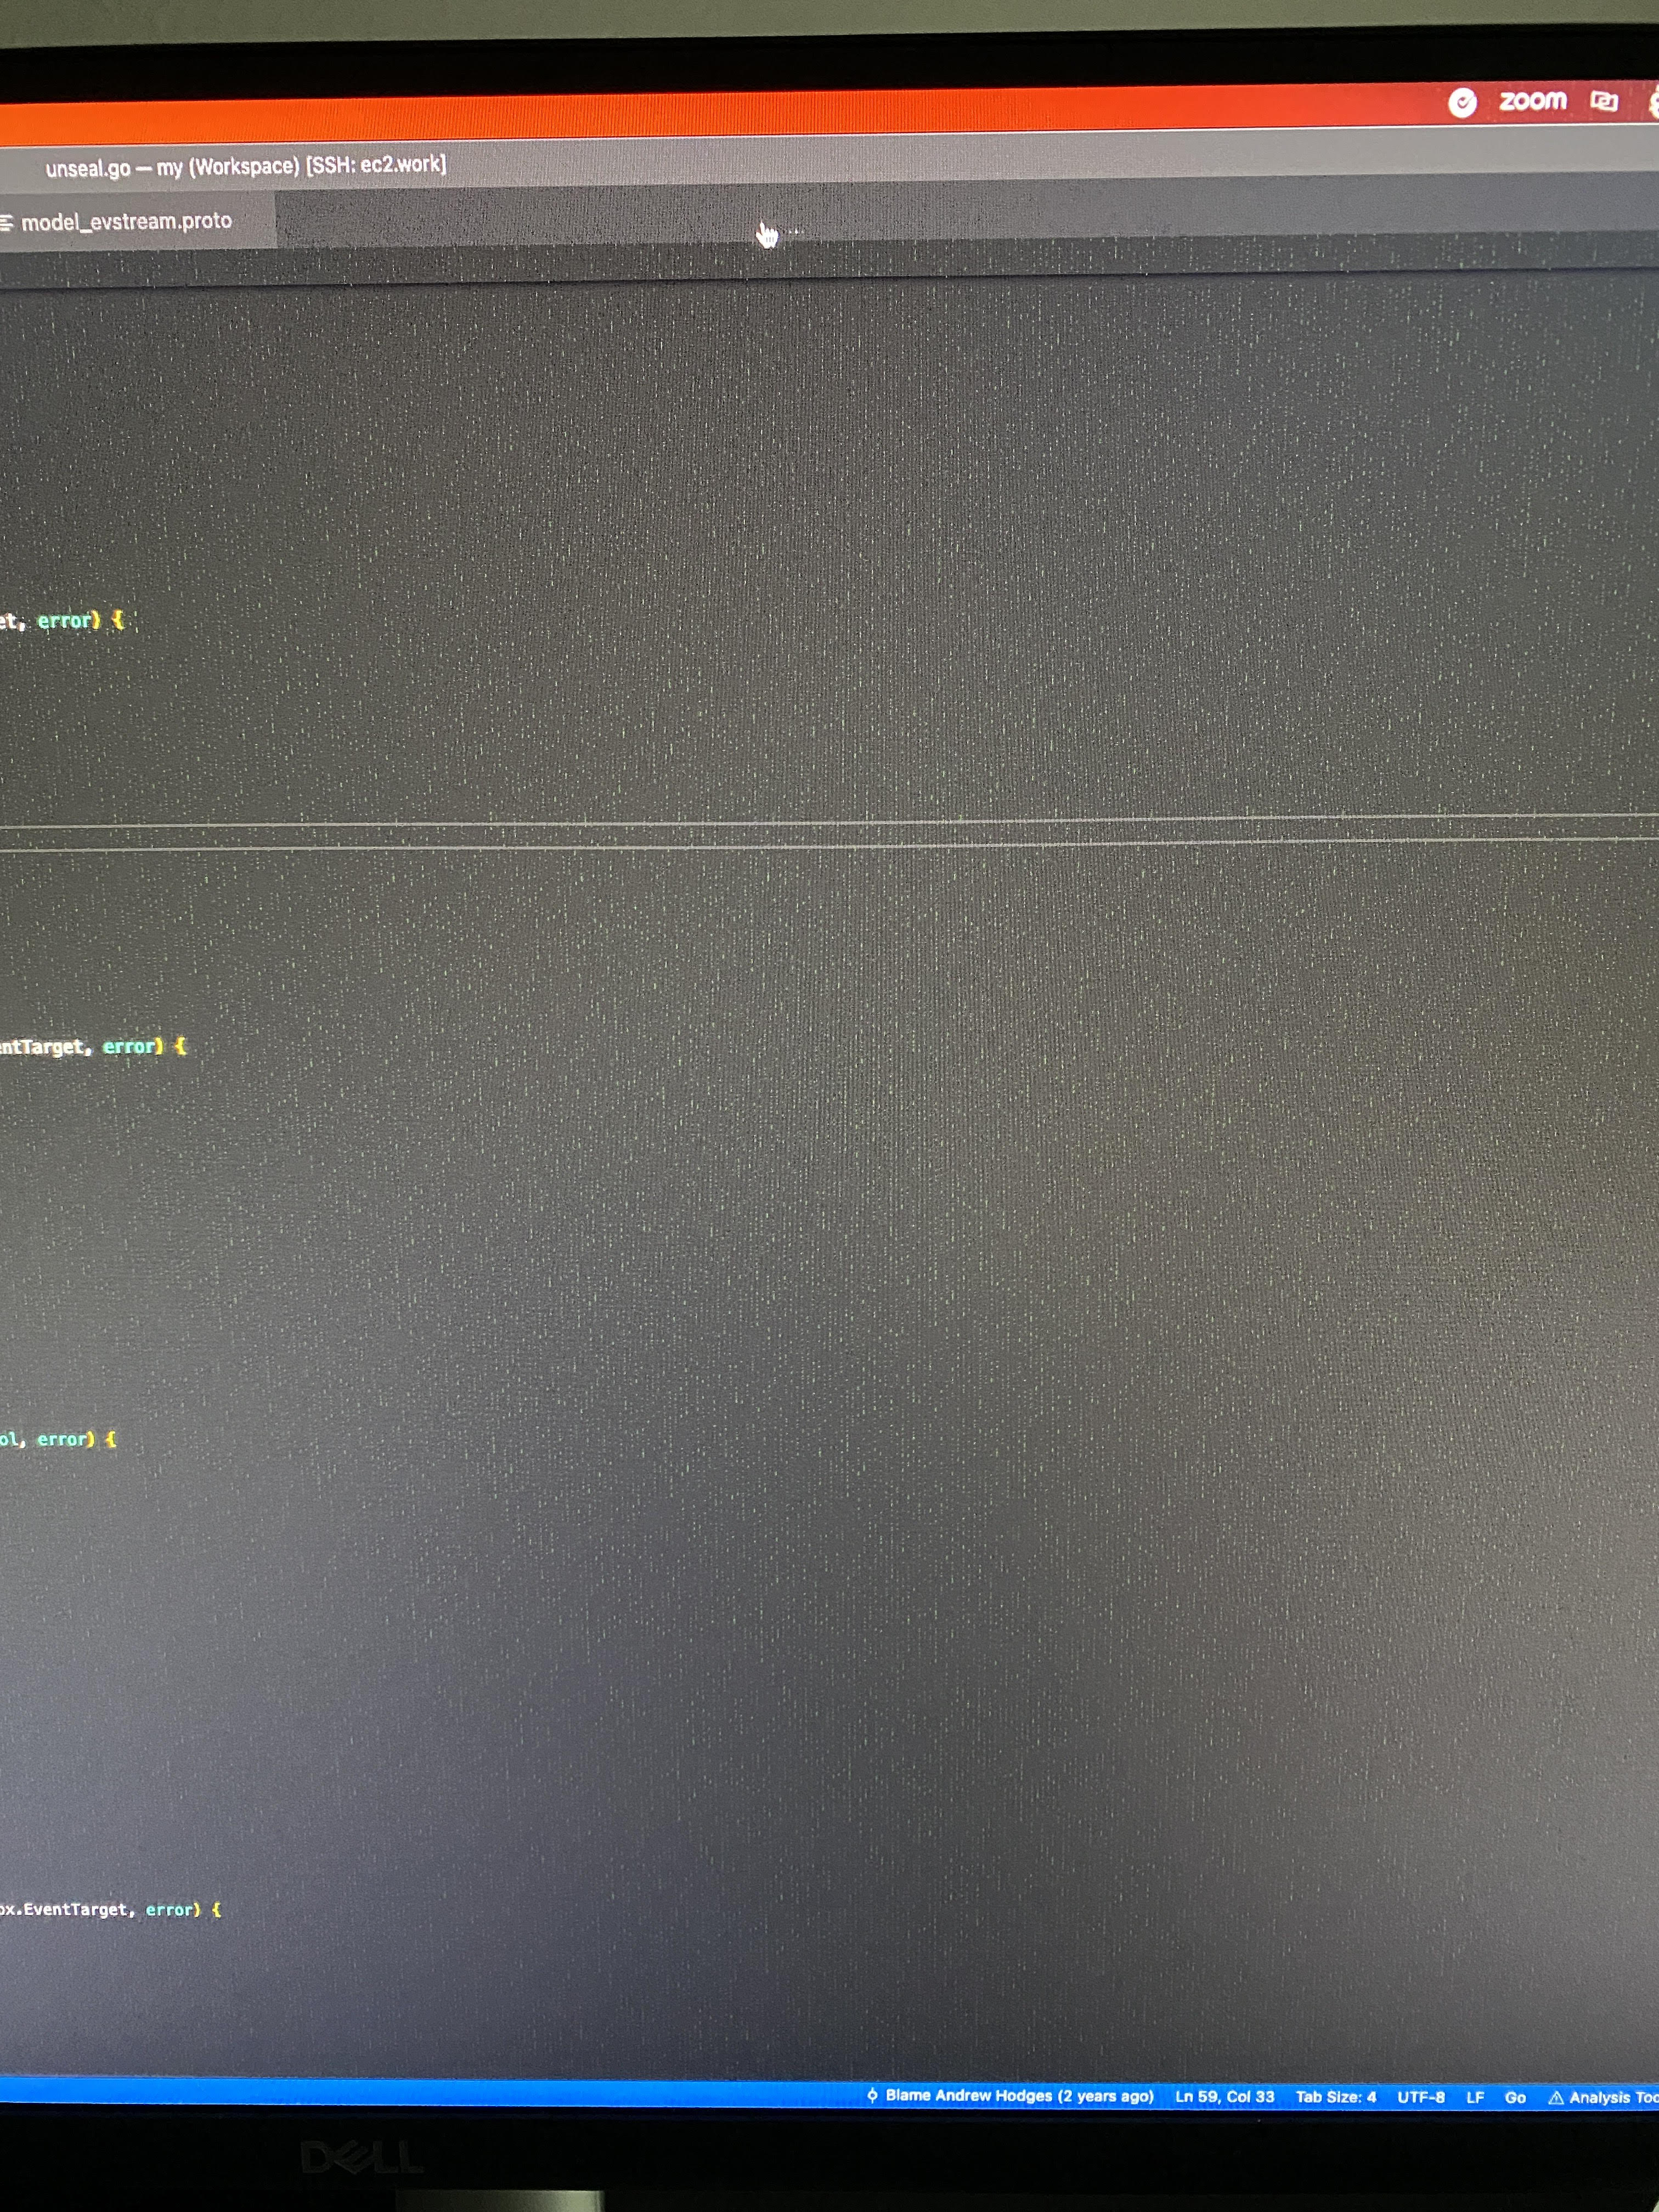 zoom
unseal.go — my (Workspace) [SSH: ec2.work]
model_evstream.proto
et, error) {
entTarget, error) {
ol, error) {
ox.EventTarget, error) {
Blame Andrew Hodges (2 years ago) Ln 59, Col 33 Tab Size: 4 UTF-8 LF Go Analysis Too
DELL